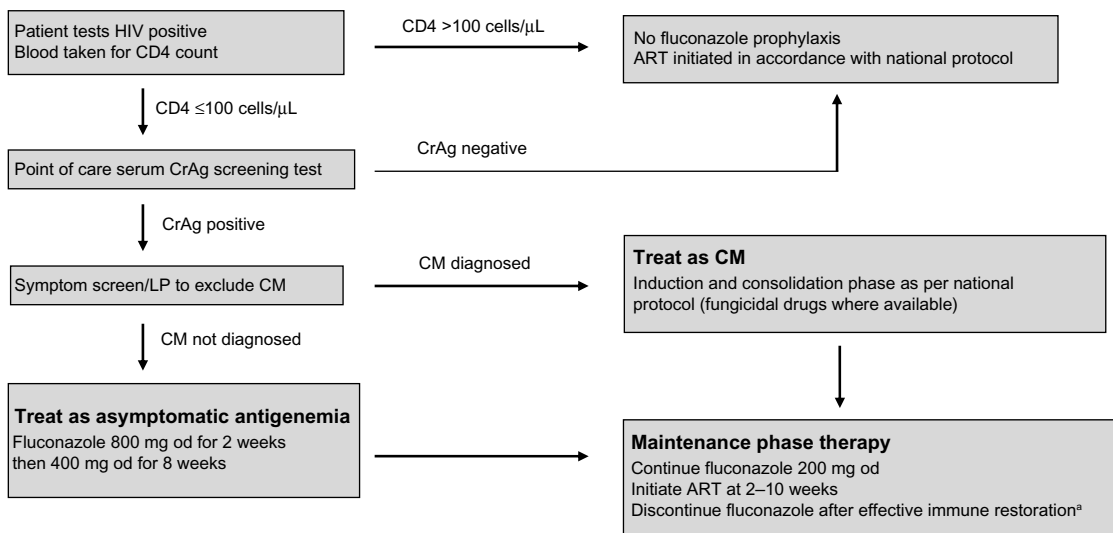 Patient tests HIV positive
Blood taken for CD4 count
CD4 >100 cells/μL
No fluconazole prophylaxis
ART initiated in accordance with national protocol
CD4 ≤100 cells/μL
Point of care serum CrAg screening test
CrAg negative
CrAg positive
Symptom screen/LP to exclude CM
CM diagnosed
Treat as CM
Induction and consolidation phase as per national
protocol (fungicidal drugs where available)
CM not diagnosed
Treat as asymptomatic antigenemia
Fluconazole 800 mg od for 2 weeks
then 400 mg od for 8 weeks
Maintenance phase therapy
Continue fluconazole 200 mg od
Initiate ART at 2–10 weeks
Discontinue fluconazole after effective immune restorationᵃ